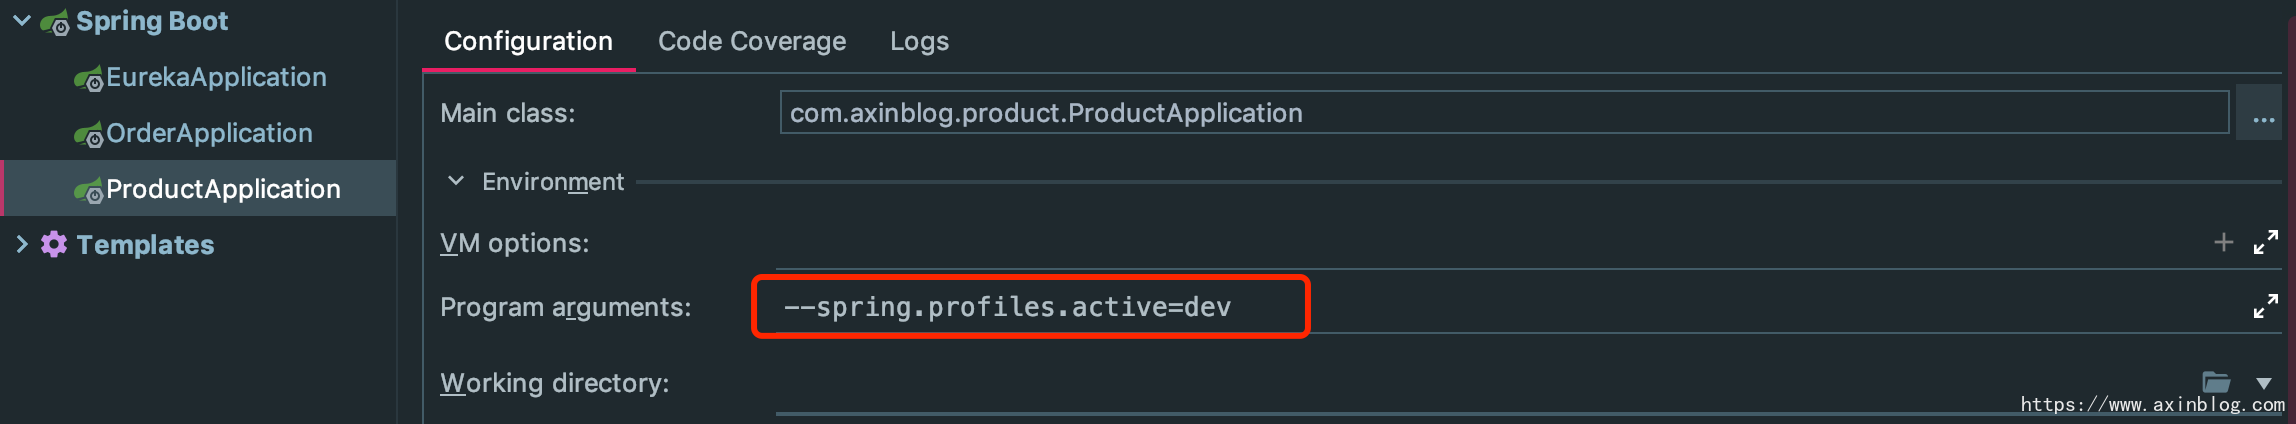 Spring Boot
EurekaApplication
OrderApplication
ProductApplication
Templates
Configuration Code Coverage Logs
Main class: com.axinblog.product.ProductApplication ...
Environment
VM options:
Program arguments: --spring.profiles.active=dev
Working directory:
https://www.axinblog.com